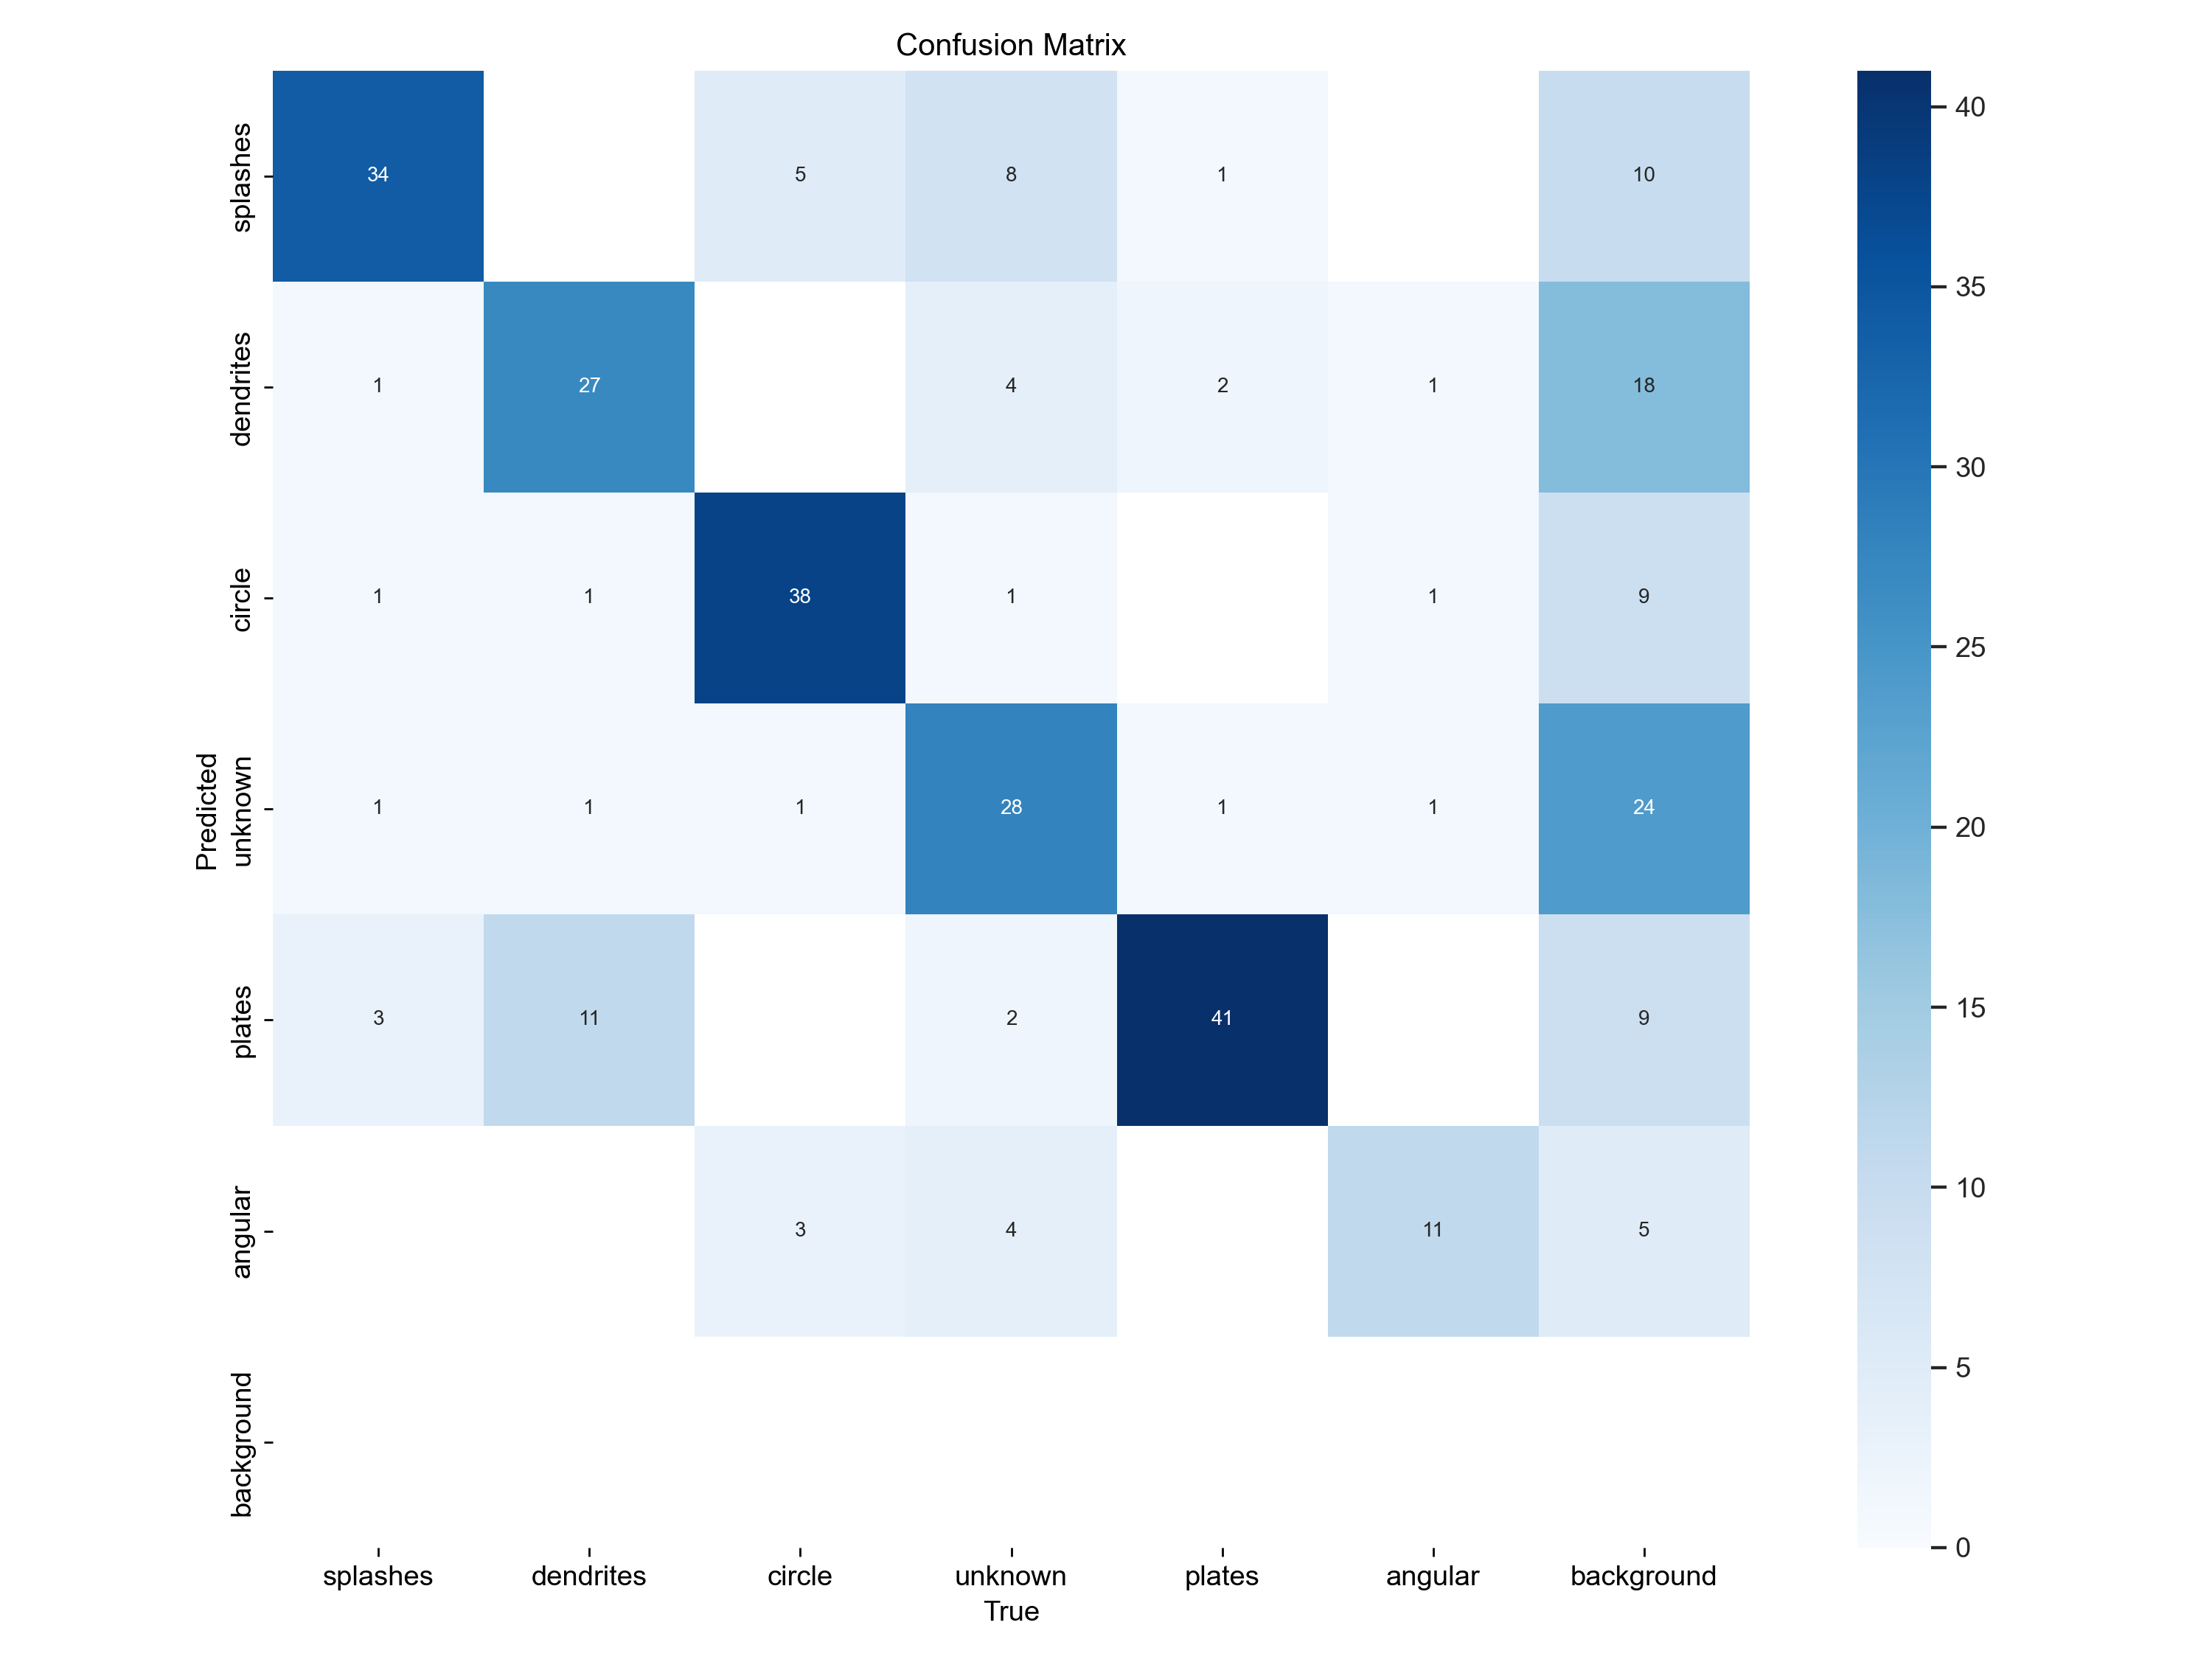 Confusion Matrix
splashes 34 5 8 1 10
dendrites 1 27 4 2 1 18
circle 1 1 38 1 1 9
unknown 1 1 1 28 1 1 24
plates 3 11 2 41 9
angular 3 4 11 5
background
Predicted
splashes dendrites circle unknown plates angular background
True
40
35
30
25
20
15
10
5
0